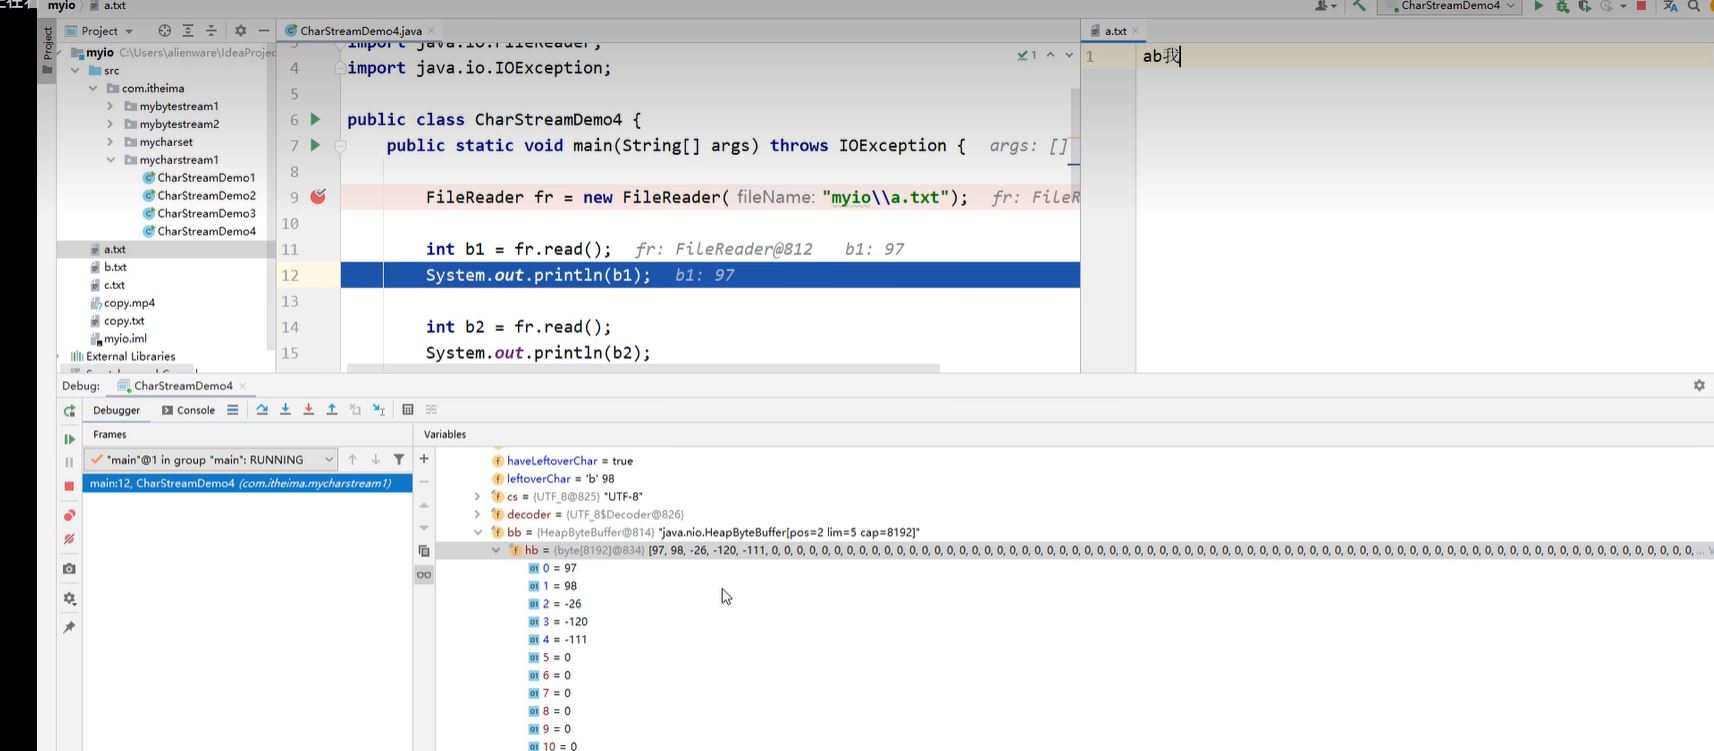 myio
a.txt
CharStreamDemo4
Project
Project
CharStreamDemo4.java
a.txt
myio C:\Users\alienware\IdeaProjec
src
com.itheima
mybytestream1
mybytestream2
mycharset
mycharstream1
CharStreamDemo1
CharStreamDemo2
CharStreamDemo3
CharStreamDemo4
a.txt
b.txt
c.txt
copy.mp4
copy.txt
myio.iml
External Libraries
3 import java.io.FileReader;
4 import java.io.IOException;
5
6 public class CharStreamDemo4 {
7 public static void main(String[] args) throws IOException { args: []
8
9 FileReader fr = new FileReader( fileName: "myio\\a.txt"); fr: FileR
10
11 int b1 = fr.read(); fr: FileReader@812 b1: 97
12 System.out.println(b1); b1: 97
13
14 int b2 = fr.read();
15 System.out.println(b2);
1
1 ab我
Debug: CharStreamDemo4
Debugger Console
Frames
Variables
"main"@1 in group "main": RUNNING
main:12, CharStreamDemo4 (com.itheima.mycharstream1)
haveLeftoverChar = true
leftoverChar = 'b' 98
cs = {UTF_8@825} "UTF-8"
decoder = {UTF_8$Decoder@826}
bb = {HeapByteBuffer@814} "java.nio.HeapByteBuffer[pos=2 lim=5 cap=8192]"
hb = {byte[8192]@834} [97, 98, -26, -120, -111, 0, 0, 0, 0, 0, 0, 0, 0, 0, 0, 0, 0, 0, 0, 0, 0, 0, 0, 0, 0, 0, 0, 0, 0, 0, 0, 0, 0, 0, 0, 0, 0, 0, 0, 0, 0, 0, 0, 0, 0, 0, 0, 0, 0, 0, 0, 0, 0, 0, 0, 0, 0, 0, 0, 0, 0, 0, 0, 0, 0, 0, 0, 0, 0, 0, 0, 0, 0, 0, 0, 0, 0, 0, 0, ... V
0 = 97
1 = 98
2 = -26
3 = -120
4 = -111
5 = 0
6 = 0
7 = 0
8 = 0
9 = 0
10 = 0